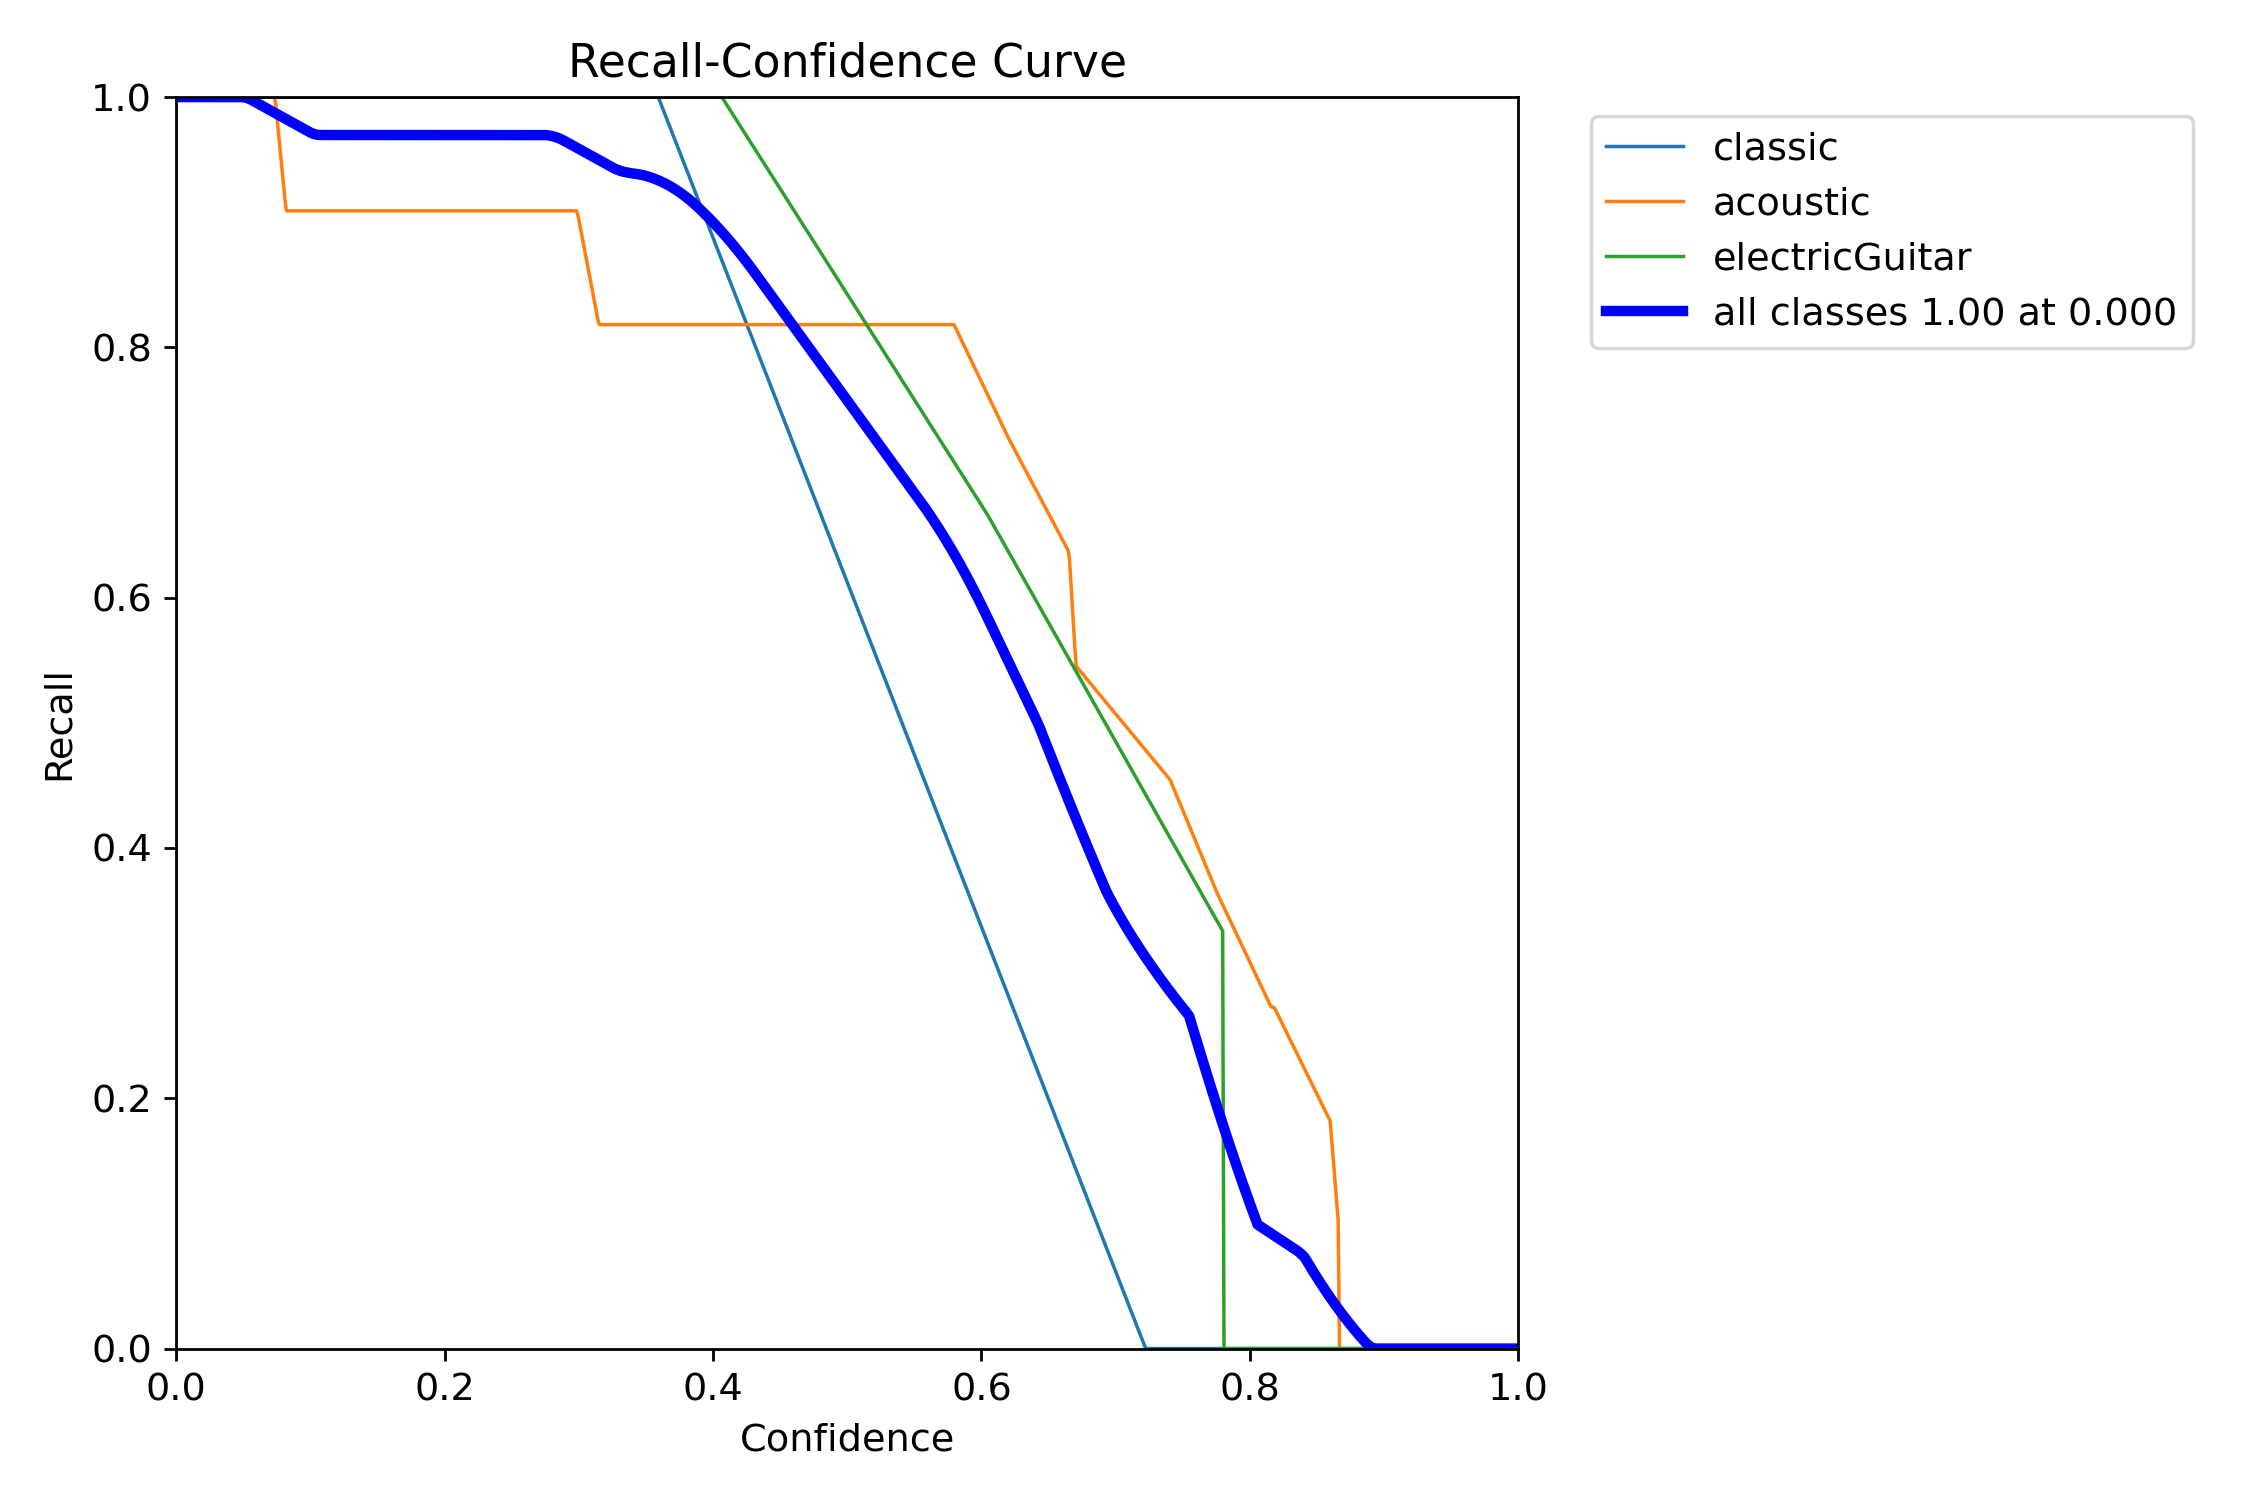 Recall-Confidence Curve
1.0
0.8
0.6
0.4
0.2
0.0
Recall
0.0 0.2 0.4 0.6 0.8 1.0
Confidence
classic
acoustic
electricGuitar
all classes 1.00 at 0.000